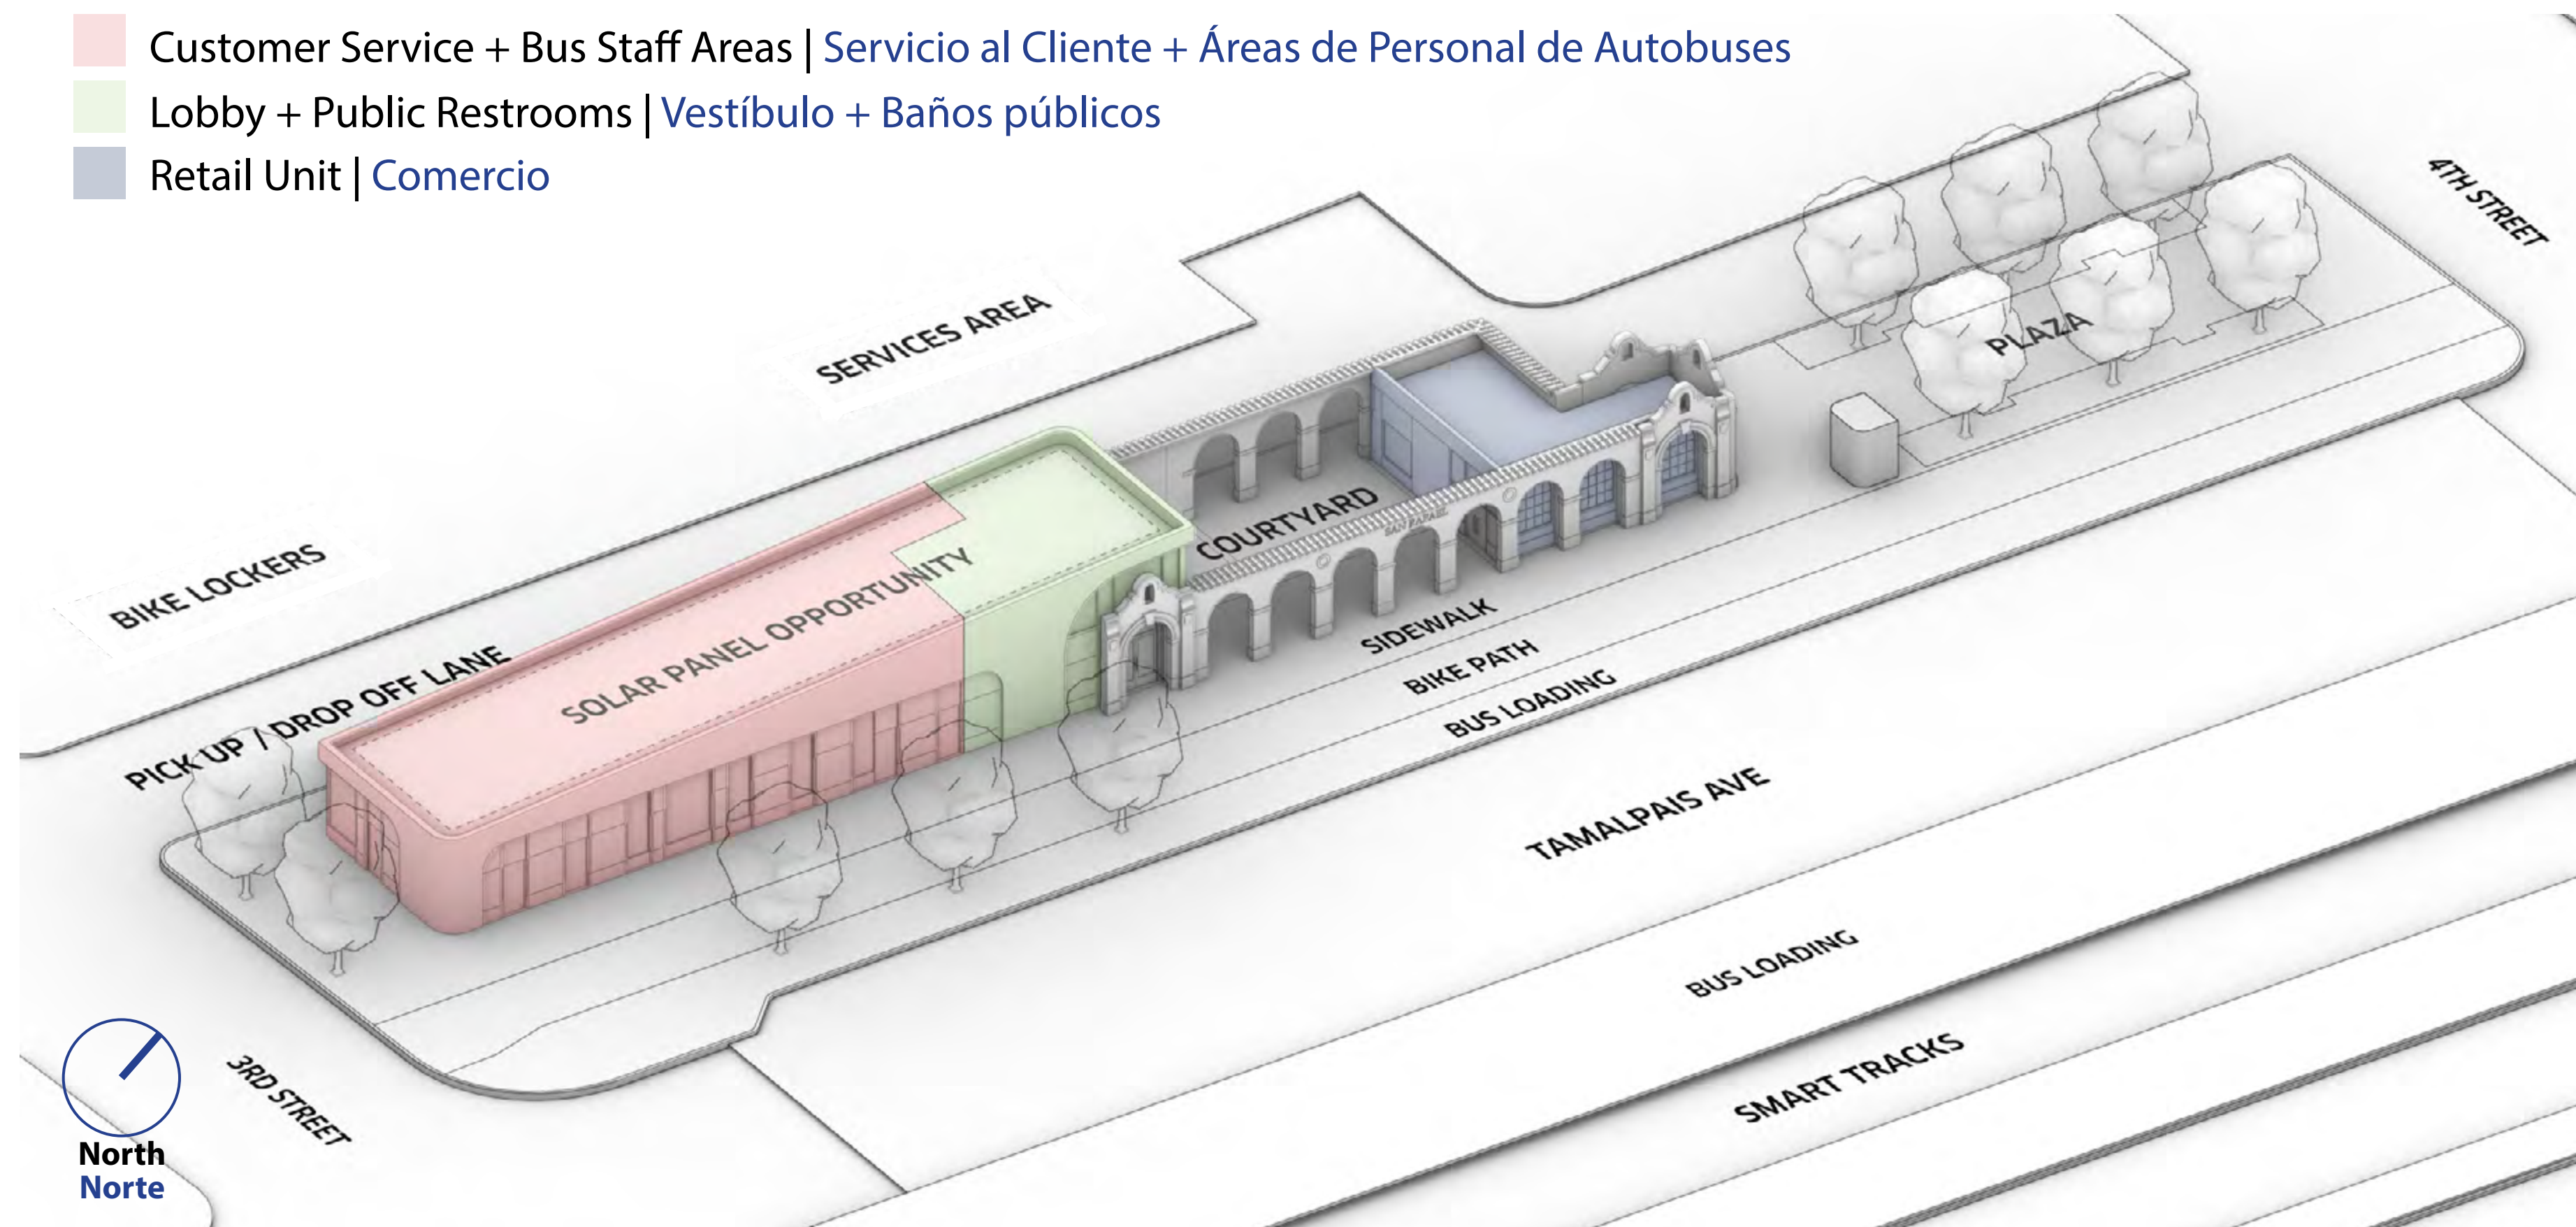 Customer Service + Bus Staff Areas | Servicio al Cliente + Áreas de Personal de Autobuses
Lobby + Public Restrooms | Vestíbulo + Baños públicos
Retail Unit | Comercio
4TH STREET
SERVICES AREA
PLAZA
COURTYARD
SAN RAFAEL
BIKE LOCKERS
SOLAR PANEL OPPORTUNITY
PICK UP / DROP OFF LANE
SIDEWALK
BIKE PATH
BUS LOADING
TAMALPAIS AVE
BUS LOADING
SMART TRACKS
3RD STREET
North
Norte